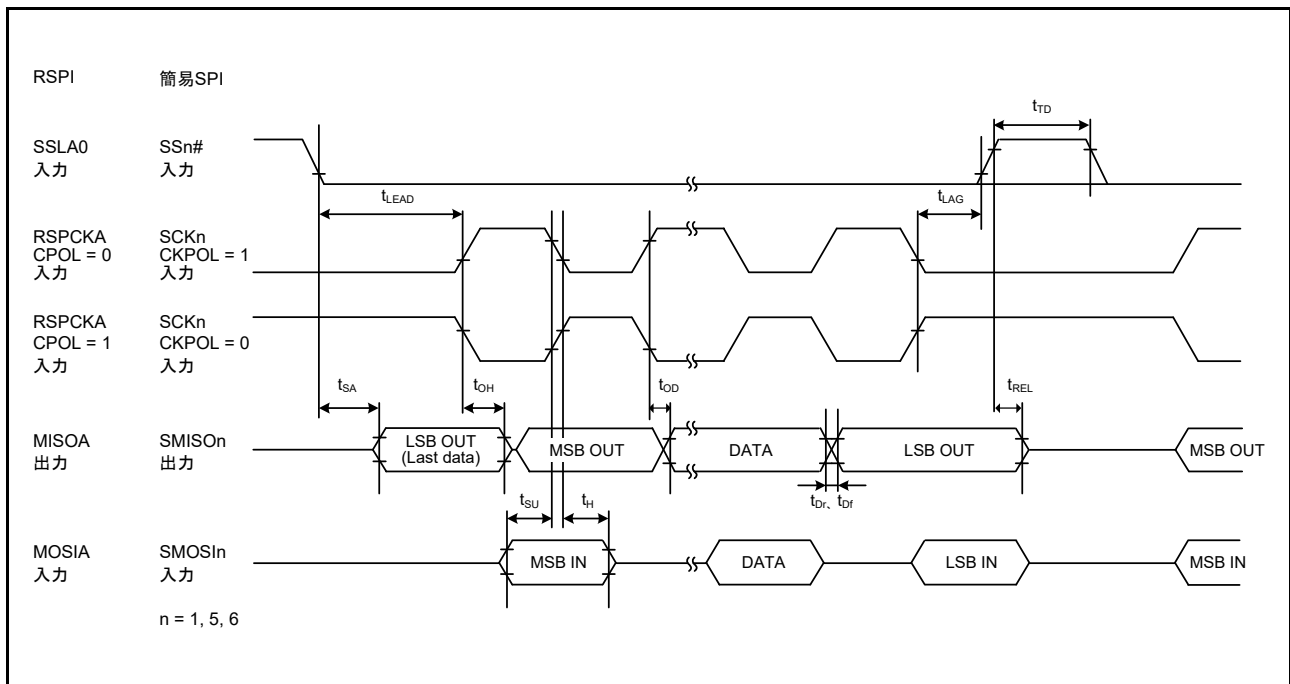 RSPI 簡易SPI
t_TD
SSLA0 SSn#
入力 入力
t_LEAD t_LAG
RSPCKA SCKn
CPOL = 0 CKPOL = 1
入力 入力
RSPCKA SCKn
CPOL = 1 CKPOL = 0
入力 入力
t_SA t_OH t_OD t_REL
MISOA SMISOn LSB OUT MSB OUT DATA LSB OUT MSB OUT
出力 出力 (Last data)
t_SU t_H t_Dr、 t_Df
MOSIA SMOSIn MSB IN DATA LSB IN MSB IN
入力 入力
n = 1, 5, 6